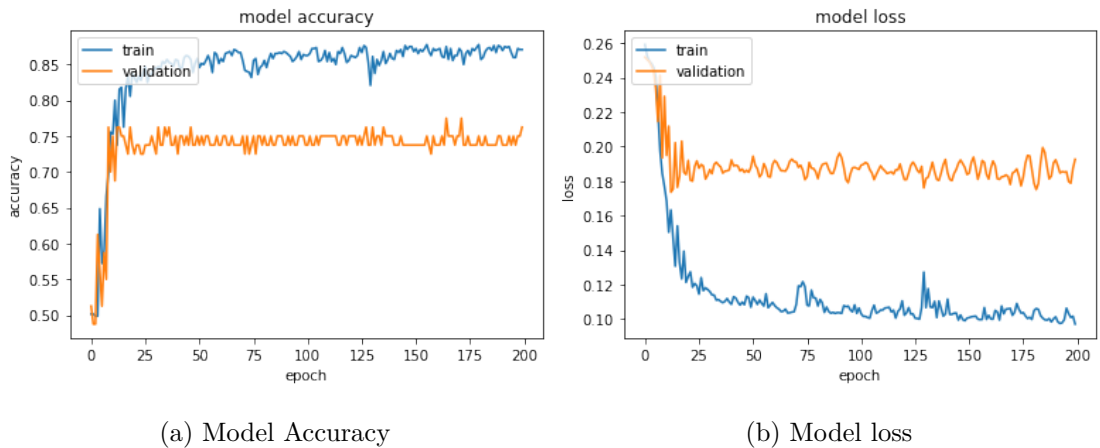 model accuracy
train
validation
accuracy
0.85
0.80
0.75
0.70
0.65
0.60
0.55
0.50
0 25 50 75 100 125 150 175 200
epoch
(a) Model Accuracy
model loss
train
validation
loss
0.26
0.24
0.22
0.20
0.18
0.16
0.14
0.12
0.10
0 25 50 75 100 125 150 175 200
epoch
(b) Model loss